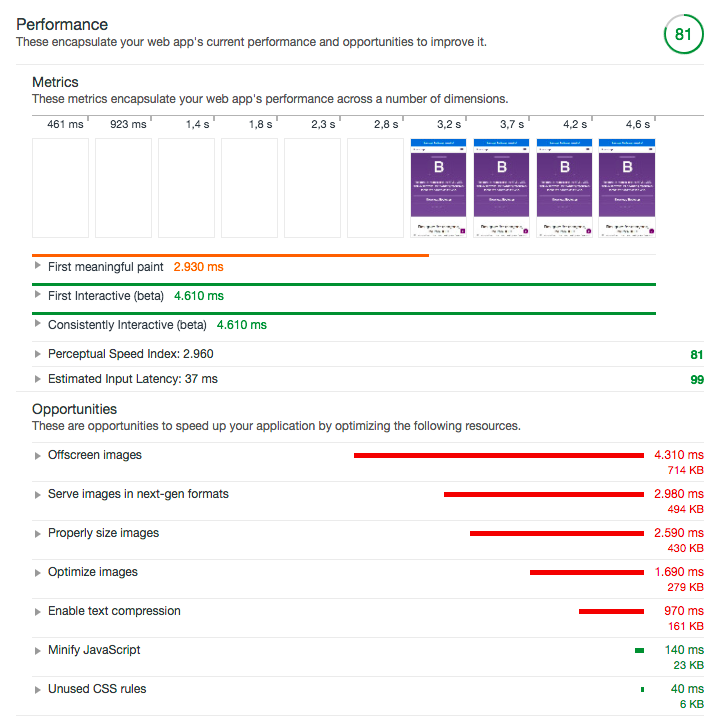 Performance
These encapsulate your web app's current performance and opportunities to improve it.
81
Metrics
These metrics encapsulate your web app's performance across a number of dimensions.
461 ms 923 ms 1,4 s 1,8 s 2,3 s 2,8 s 3,2 s 3,7 s 4,2 s 4,6 s
B B B B
First meaningful paint 2.930 ms
First Interactive (beta) 4.610 ms
Consistently Interactive (beta) 4.610 ms
Perceptual Speed Index: 2.960 81
Estimated Input Latency: 37 ms 99
Opportunities
These are opportunities to speed up your application by optimizing the following resources.
Offscreen images 4.310 ms
714 KB
Serve images in next-gen formats 2.980 ms
494 KB
Properly size images 2.590 ms
430 KB
Optimize images 1.690 ms
279 KB
Enable text compression 970 ms
161 KB
Minify JavaScript 140 ms
23 KB
Unused CSS rules 40 ms
6 KB